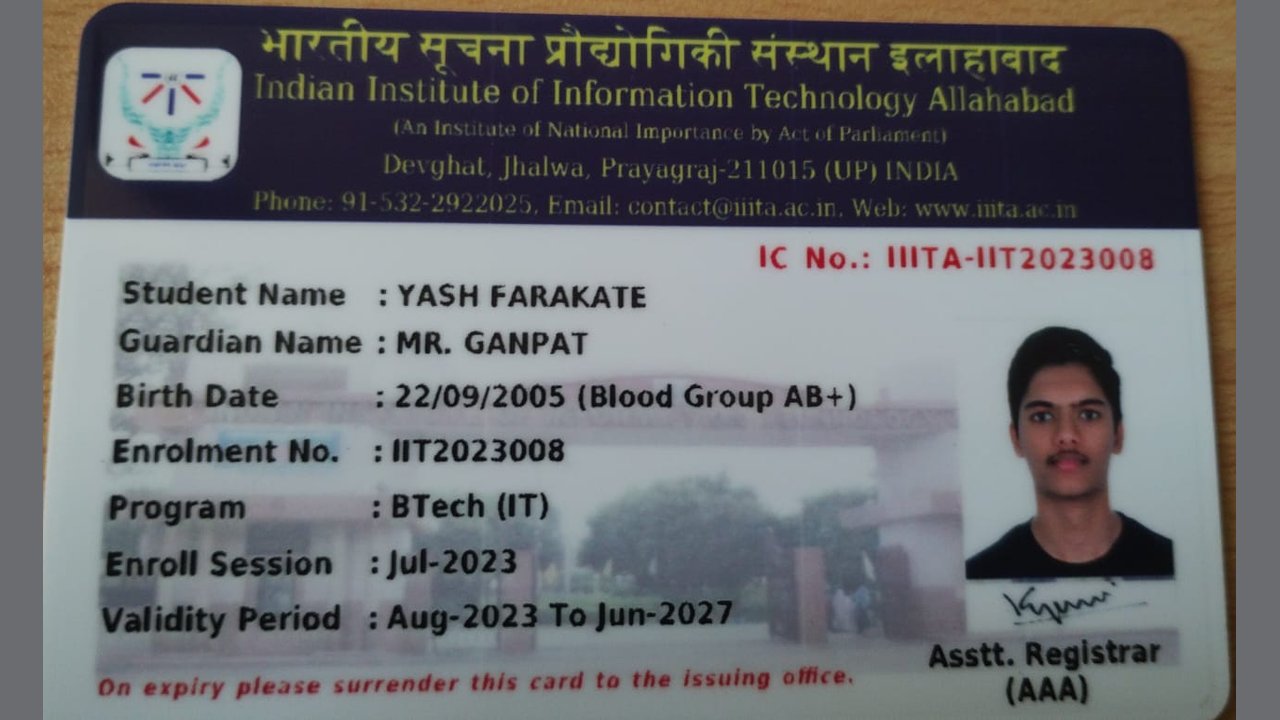 भारतीय सूचना प्रौद्योगिकी संस्थान इलाहाबाद
Indian Institute of Information Technology Allahabad
(An Institute of National Importance by Act of Parliament)
Devghat, Jhalwa, Prayagraj-211015 (UP) INDIA
Phone: 91-532-2922025, Email: contact@iiita.ac.in, Web: www.iiita.ac.in
IC No.: IIITA-IIT2023008
Student Name : YASH FARAKATE
Guardian Name : MR. GANPAT
Birth Date : 22/09/2005 (Blood Group AB+)
Enrolment No. : IIT2023008
Program : BTech (IT)
Enroll Session : Jul-2023
Validity Period : Aug-2023 To Jun-2027
Asstt. Registrar
(AAA)
On expiry please surrender this card to the issuing office.